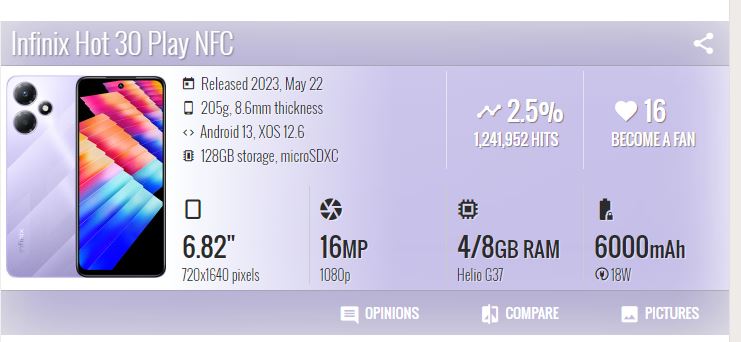 Infinix Hot 30 Play NFC
Released 2023, May 22
205g, 8.6mm thickness
Android 13, XOS 12.6
128GB storage, microSDXC
2.5%
1,241,952 HITS
16
BECOME A FAN
6.82"
720x1640 pixels
16MP
1080p
4/8GB RAM
Helio G37
6000mAh
18W
OPINIONS
COMPARE
PICTURES
Infinix